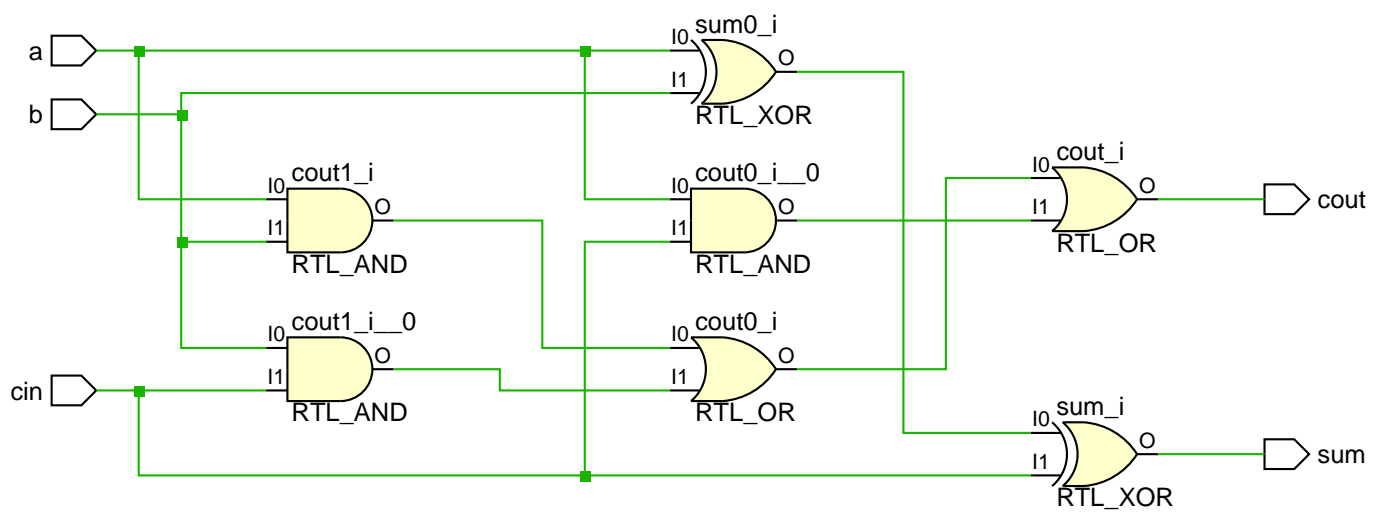 a
b
cin
I0
sum0_i
I1
O
RTL_XOR
I0
cout1_i
I1
O
RTL_AND
I0
cout0_i__0
I1
O
RTL_AND
I0
cout_i
I1
O
RTL_OR
cout
I0
cout1_i__0
I1
O
RTL_AND
I0
cout0_i
I1
O
RTL_OR
I0
sum_i
I1
O
RTL_XOR
sum